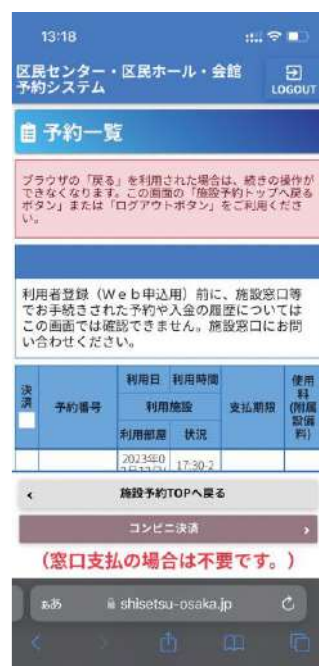 13:18
区民センター・区民ホール・会館
予約システム
LOGOUT
予約一覧
ブラウザの「戻る」を利用された場合は、続きの操作が
できなくなります。この画面の「施設予約トップへ戻る
ボタン」または「ログアウトボタン」をご利用くださ
い。
利用者登録（Ｗｅｂ申込用）前に、施設窓口等
でお手続きされた予約や入金の履歴については
この画面では確認できません。施設窓口にお問
い合わせください。
決済 予約番号 利用日 利用時間 支払期限 使用料(附属設備料)
利用施設
利用部屋 状況
2023年0
17:30-2
施設予約TOPへ戻る
コンビニ決済
（窓口支払の場合は不要です。）
ぁあ shisetsu-osaka.jp